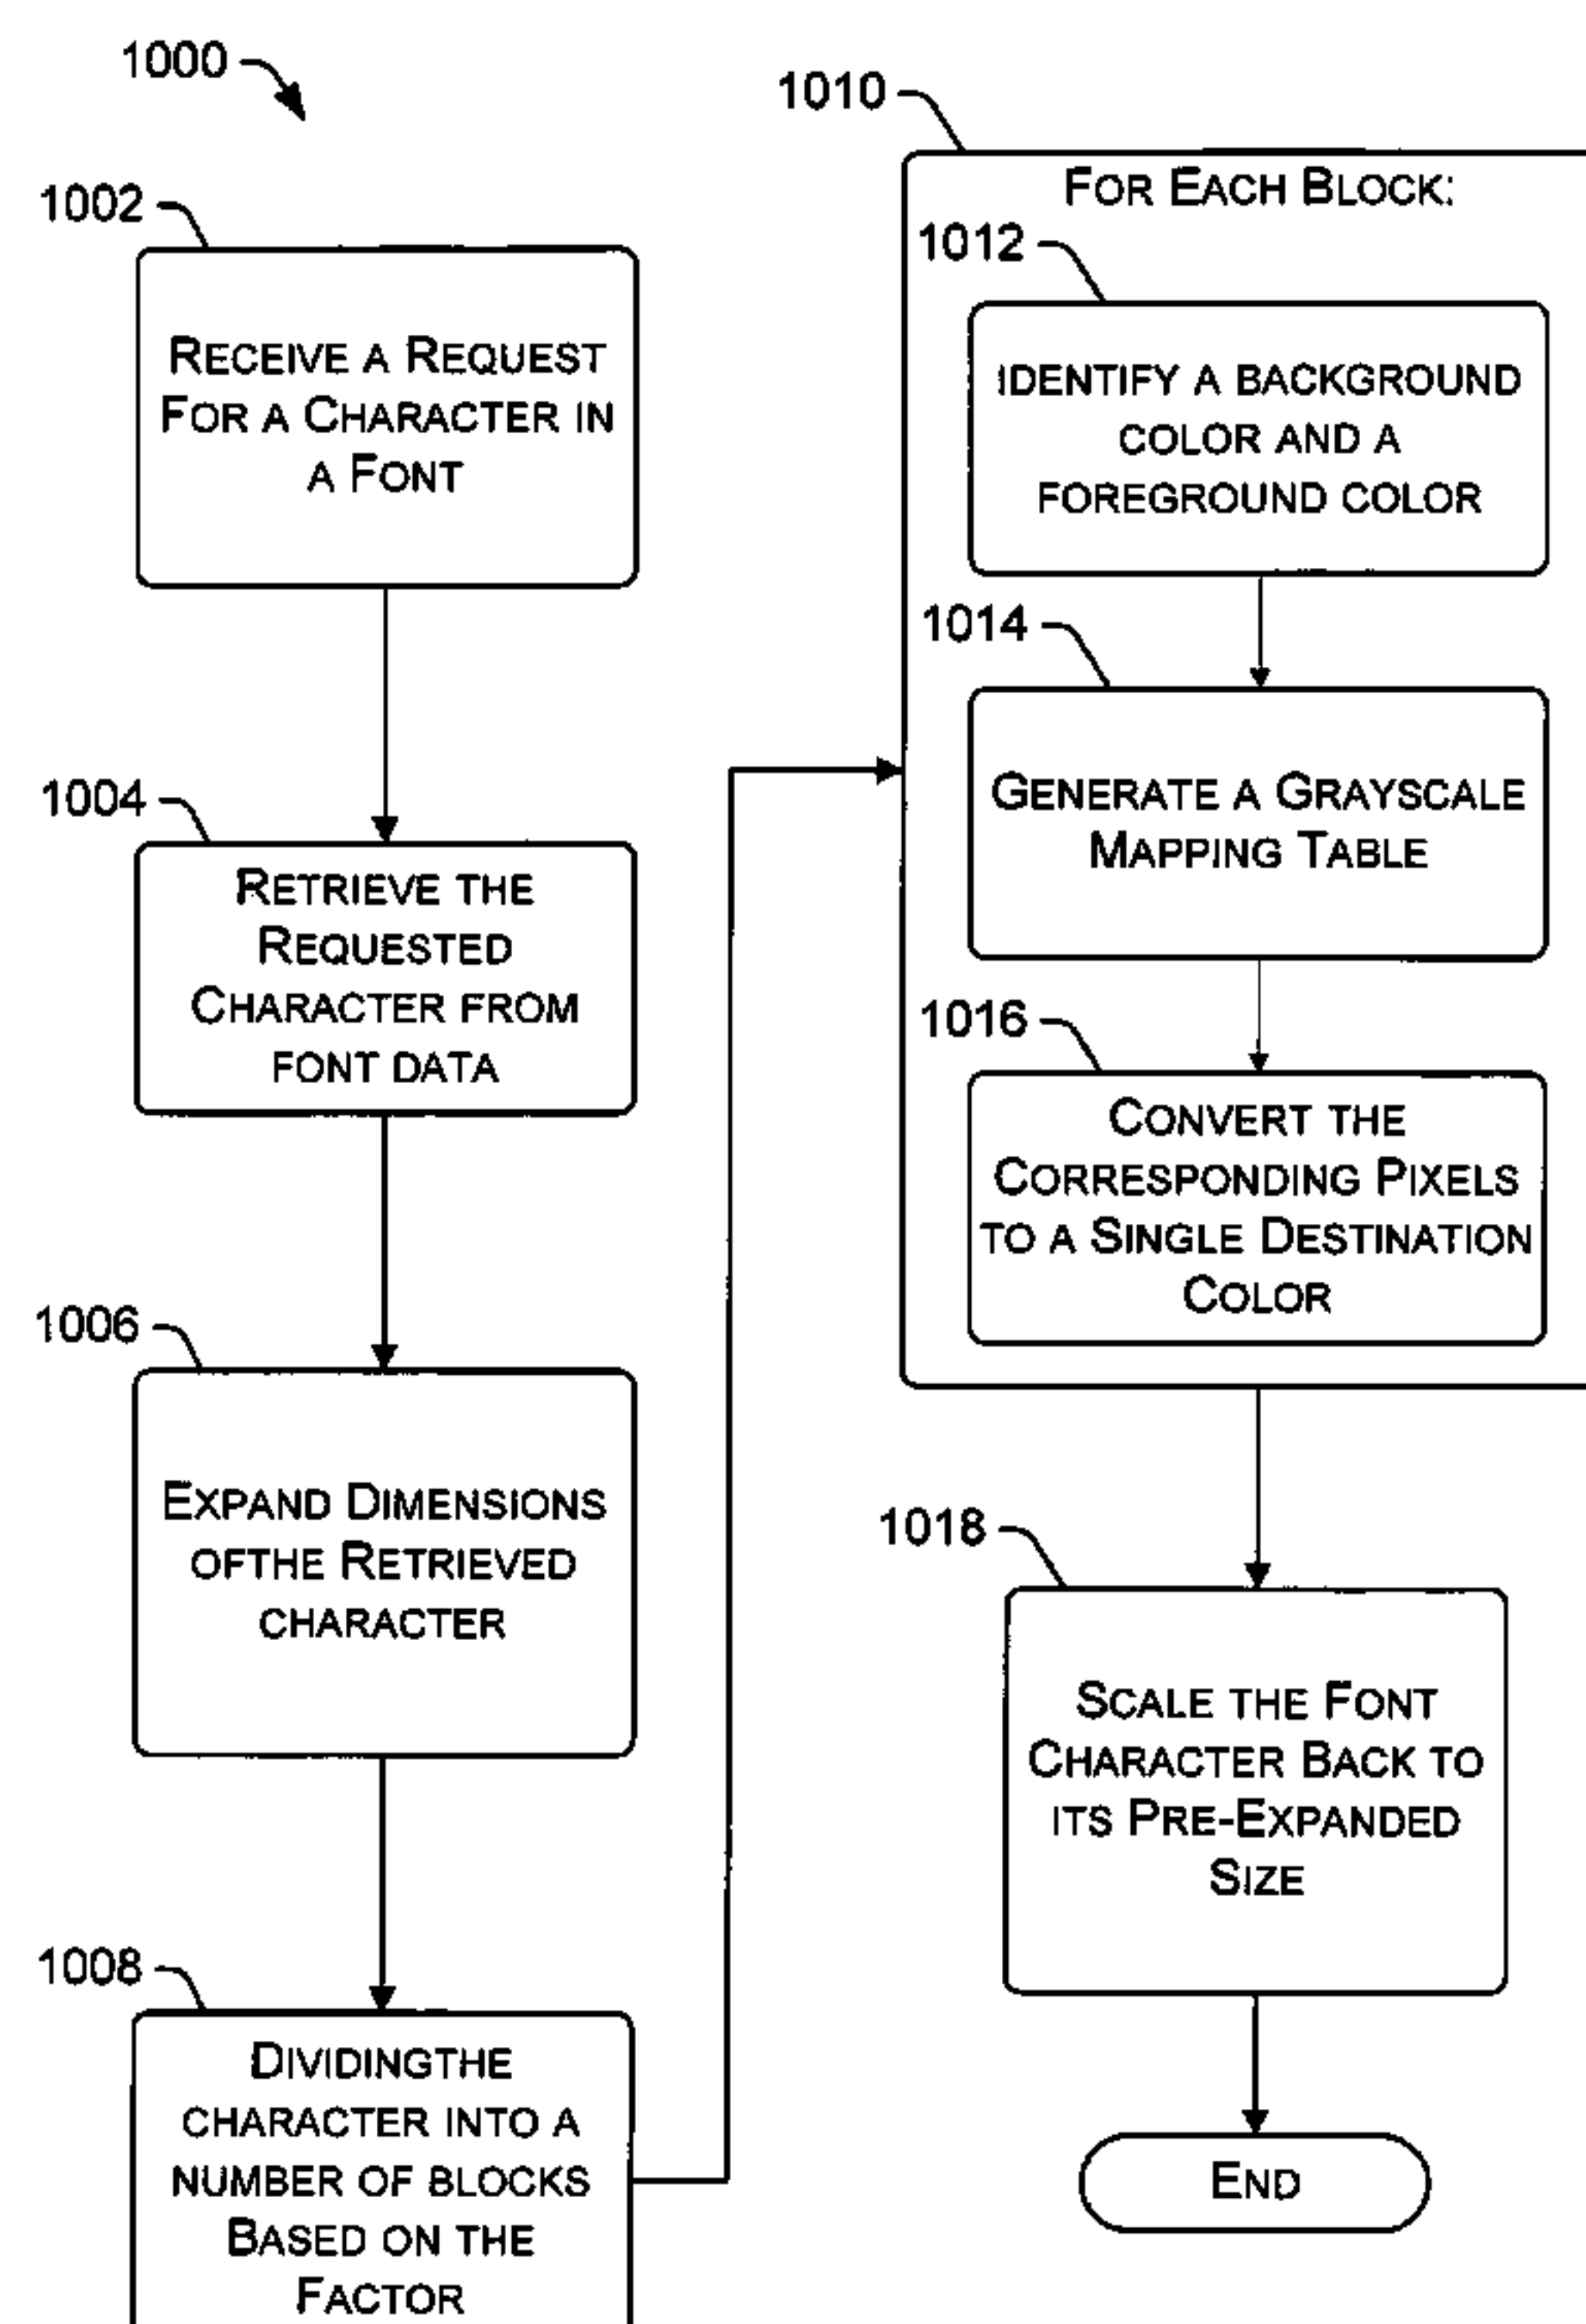 1000
1002
RECEIVE A REQUEST
FOR A CHARACTER IN
A FONT
1004
RETRIEVE THE
REQUESTED
CHARACTER FROM
FONT DATA
1006
EXPAND DIMENSIONS
OFTHE RETRIEVED
CHARACTER
1008
DIVIDINGTHE
CHARACTER INTO A
NUMBER OF BLOCKS
BASED ON THE
FACTOR
1010
FOR EACH BLOCK:
1012
IDENTIFY A BACKGROUND
COLOR AND A
FOREGROUND COLOR
1014
GENERATE A GRAYSCALE
MAPPING TABLE
1016
CONVERT THE
CORRESPONDING PIXELS
TO A SINGLE DESTINATION
COLOR
1018
SCALE THE FONT
CHARACTER BACK TO
ITS PRE-EXPANDED
SIZE
END